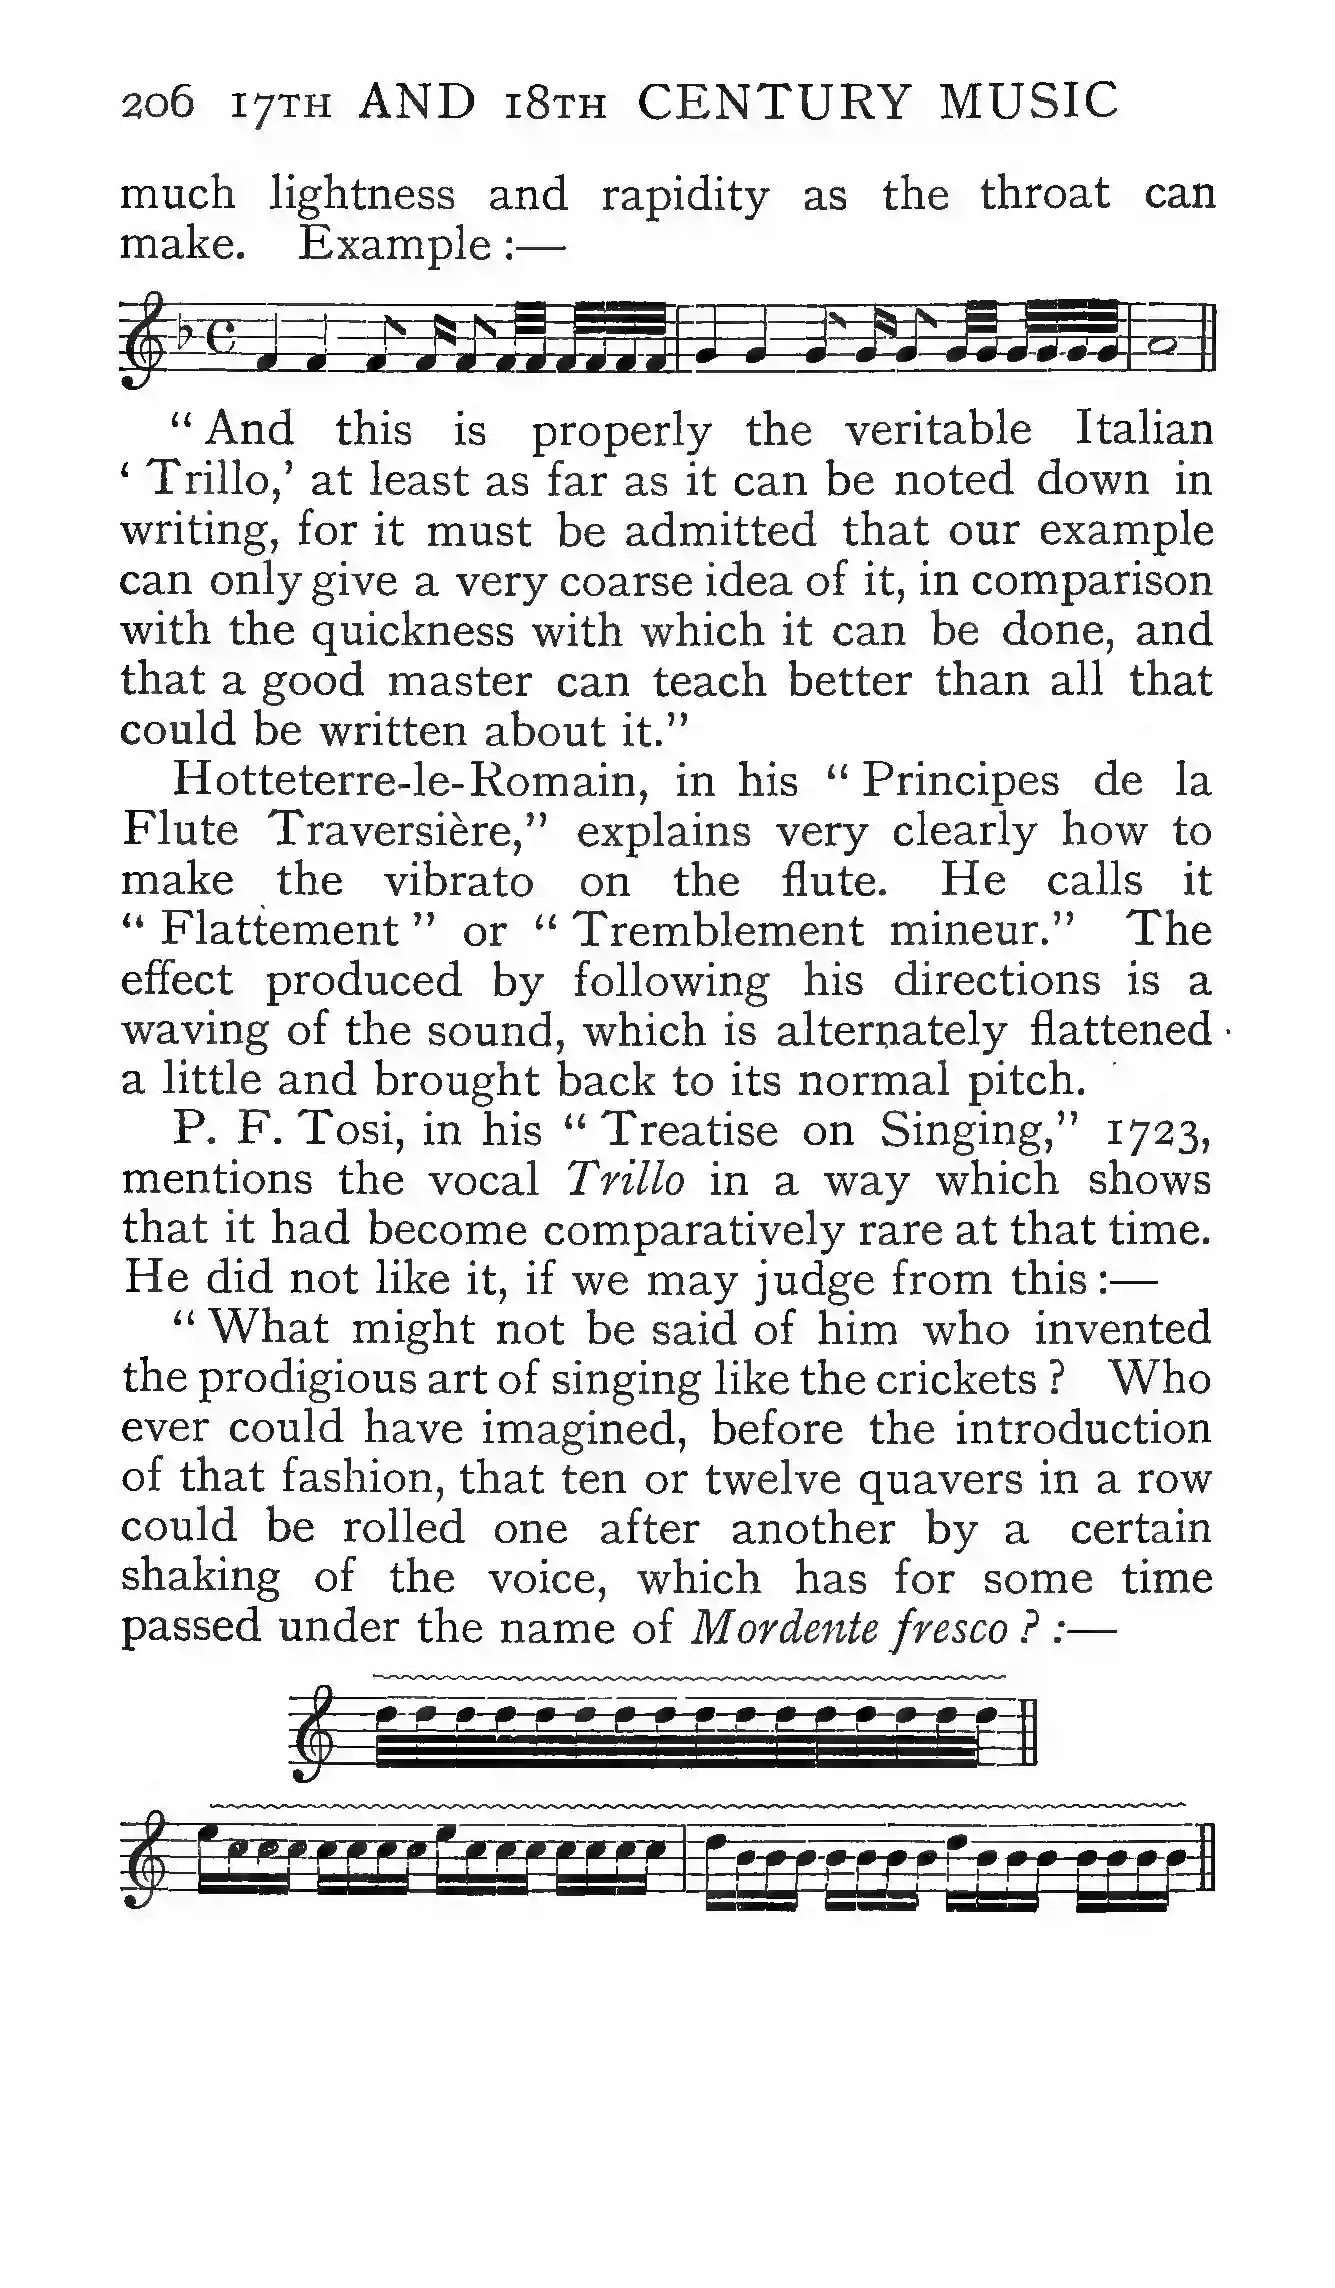 206 17TH AND 18TH CENTURY MUSIC
much lightness and rapidity as the throat can
make. Example :—
“ And this is properly the veritable Italian
‘ Trillo,’ at least as far as it can be noted down in
writing, for it must be admitted that our example
can only give a very coarse idea of it, in comparison
with the quickness with which it can be done, and
that a good master can teach better than all that
could be written about it.”
Hotteterre-le-Romain, in his “ Principes de la
Flute Traversière,” explains very clearly how to
make the vibrato on the flute. He calls it
“ Flattement ” or “ Tremblement mineur.” The
effect produced by following his directions is a
waving of the sound, which is alternately flattened
a little and brought back to its normal pitch.
P. F. Tosi, in his “ Treatise on Singing,” 1723,
mentions the vocal Trillo in a way which shows
that it had become comparatively rare at that time.
He did not like it, if we may judge from this :—
“ What might not be said of him who invented
the prodigious art of singing like the crickets ? Who
ever could have imagined, before the introduction
of that fashion, that ten or twelve quavers in a row
could be rolled one after another by a certain
shaking of the voice, which has for some time
passed under the name of Mordente fresco ? :—